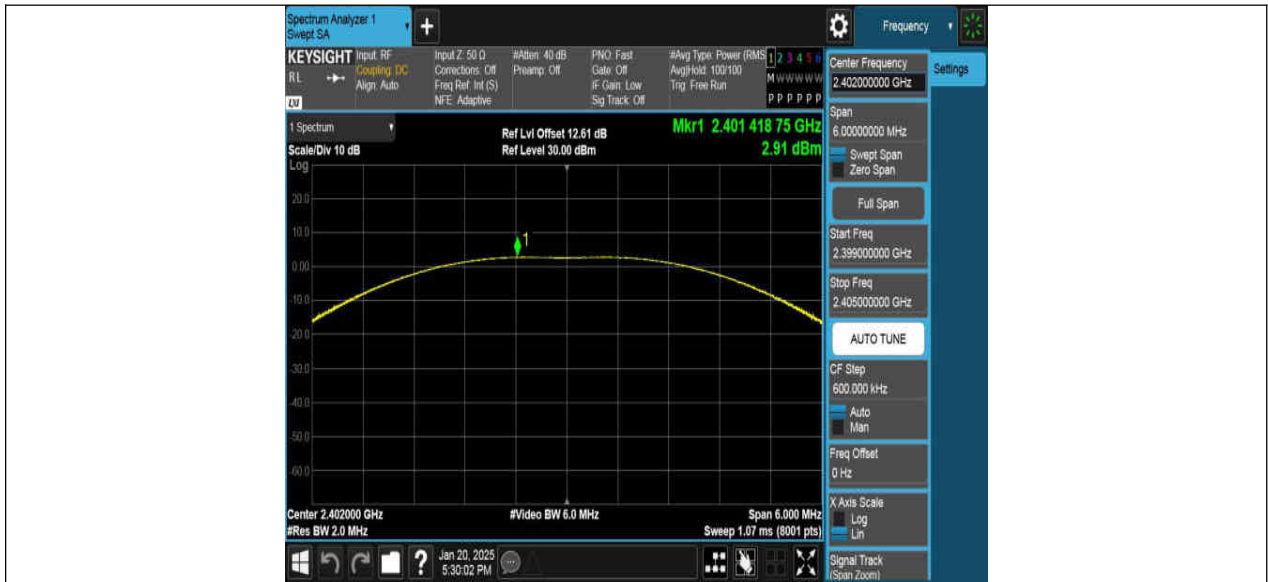 Spectrum Analyzer 1
Swept SA
+
Frequency
KEYSIGHT
RL
LW
Input: RF
Coupling: DC
Align: Auto
Input Z: 50 Ω
Corrections: Off
Freq Ref: Int (S)
NFE: Adaptive
#Atten: 40 dB
Preamp: Off
PNO: Fast
Gate: Off
IF Gain: Low
Sig Track: Off
#Avg Type: Power (RMS
Avg|Hold: 100/100
Trig: Free Run
1 2 3 4 5 6
M W W W W W
P P P P P P
1 Spectrum
Scale/Div 10 dB
Ref Lvl Offset 12.61 dB
Ref Level 30.00 dBm
Mkr1 2.401 418 75 GHz
2.91 dBm
Log
20.0
10.0
1
0.00
-10.0
-20.0
-30.0
-40.0
-50.0
-60.0
Center 2.402000 GHz
#Res BW 2.0 MHz
#Video BW 6.0 MHz
Span 6.000 MHz
Sweep 1.07 ms (8001 pts)
Center Frequency
2.402000000 GHz
Settings
Span
6.00000000 MHz
Swept Span
Zero Span
Full Span
Start Freq
2.399000000 GHz
Stop Freq
2.405000000 GHz
AUTO TUNE
CF Step
600.000 kHz
Auto
Man
Freq Offset
0 Hz
X Axis Scale
Log
Lin
Signal Track
(Span Zoom)
?
Jan 20, 2025
5:30:02 PM